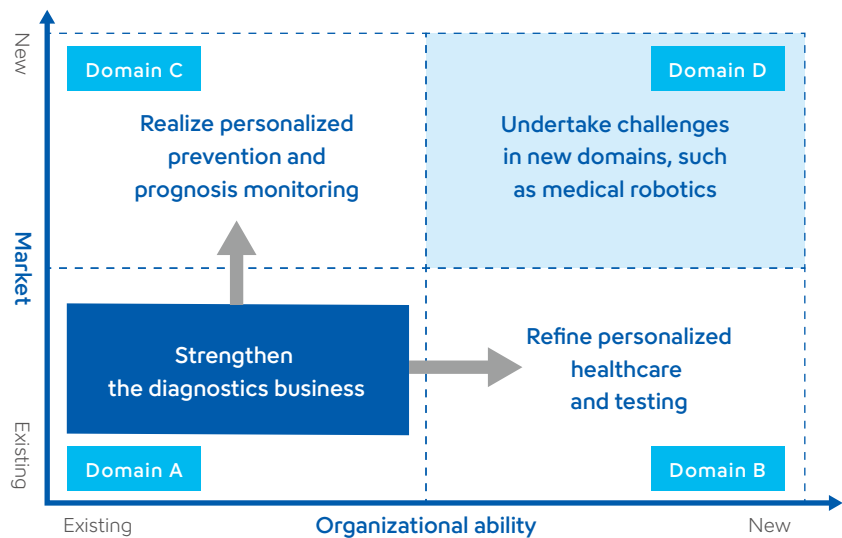 New
Domain C
Domain D
Realize personalized
prevention and
prognosis monitoring
Undertake challenges
in new domains, such
as medical robotics
Market
Strengthen
the diagnostics business
Refine personalized
healthcare
and testing
Existing
Domain A
Domain B
Existing
Organizational ability
New